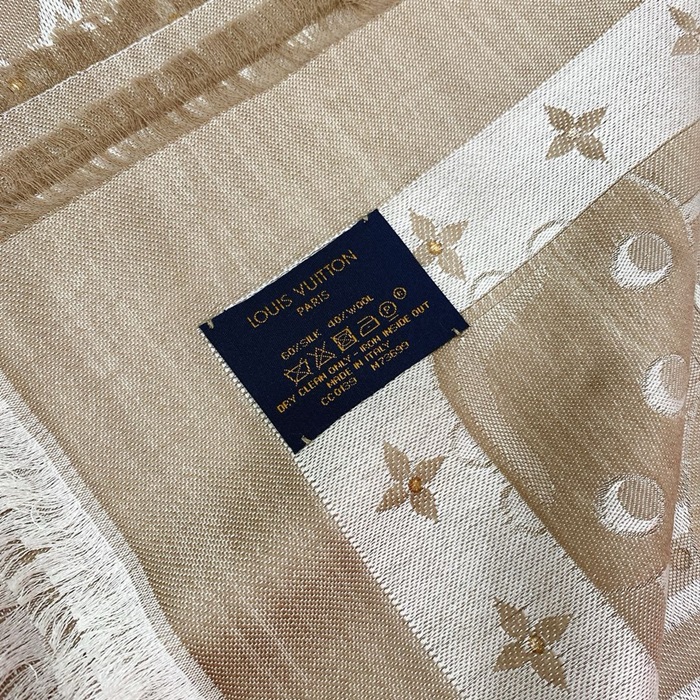 LOUIS VUITTON
PARIS
60%SILK 40%WOOL
DRY CLEAN ONLY - IRON INSIDE OUT
MADE IN ITALY
CC0139 M73699